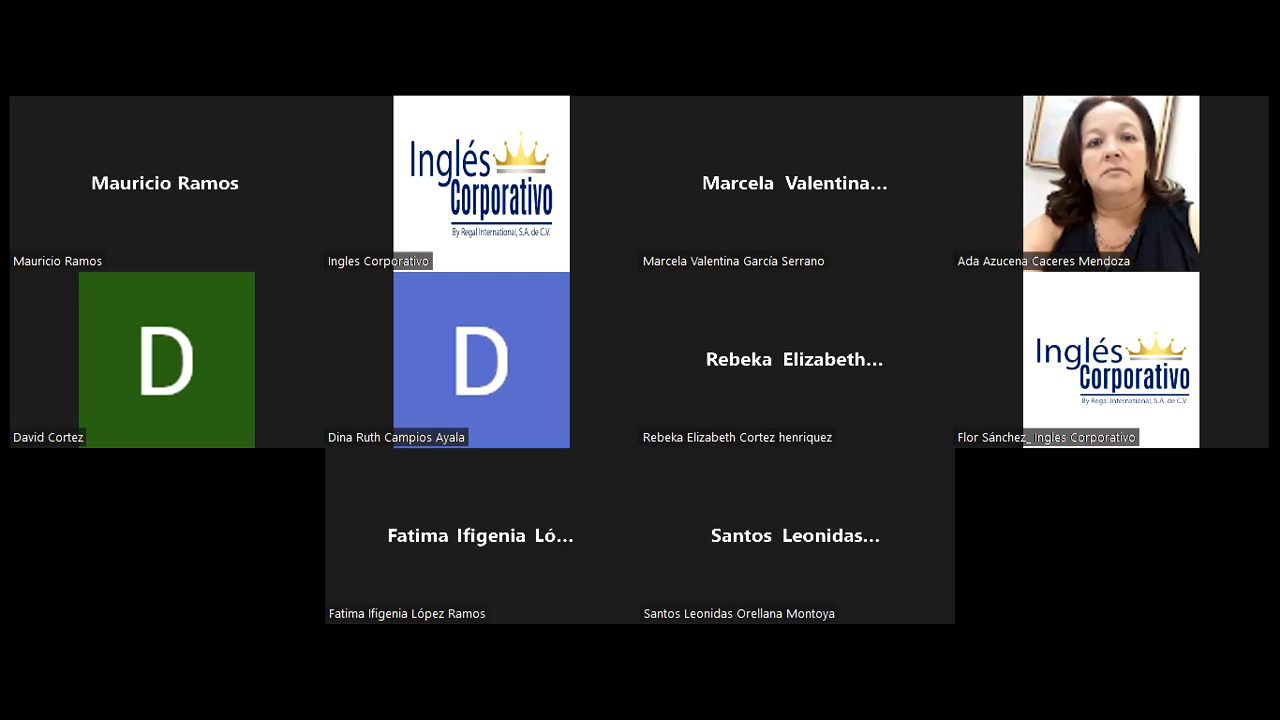 Mauricio Ramos
Mauricio Ramos
Inglés
Corporativo
By Regal International, S.A. de C.V.
Ingles Corporativo
Marcela Valentina...
Marcela Valentina García Serrano
Ada Azucena Caceres Mendoza
D
David Cortez
D
Dina Ruth Campios Ayala
Rebeka Elizabeth...
Rebeka Elizabeth Cortez henriquez
Inglés
Corporativo
By Regal International, S.A. de C.V.
Flor Sánchez_ Ingles Corporativo
Fatima Ifigenia Ló...
Fatima Ifigenia López Ramos
Santos Leonidas...
Santos Leonidas Orellana Montoya